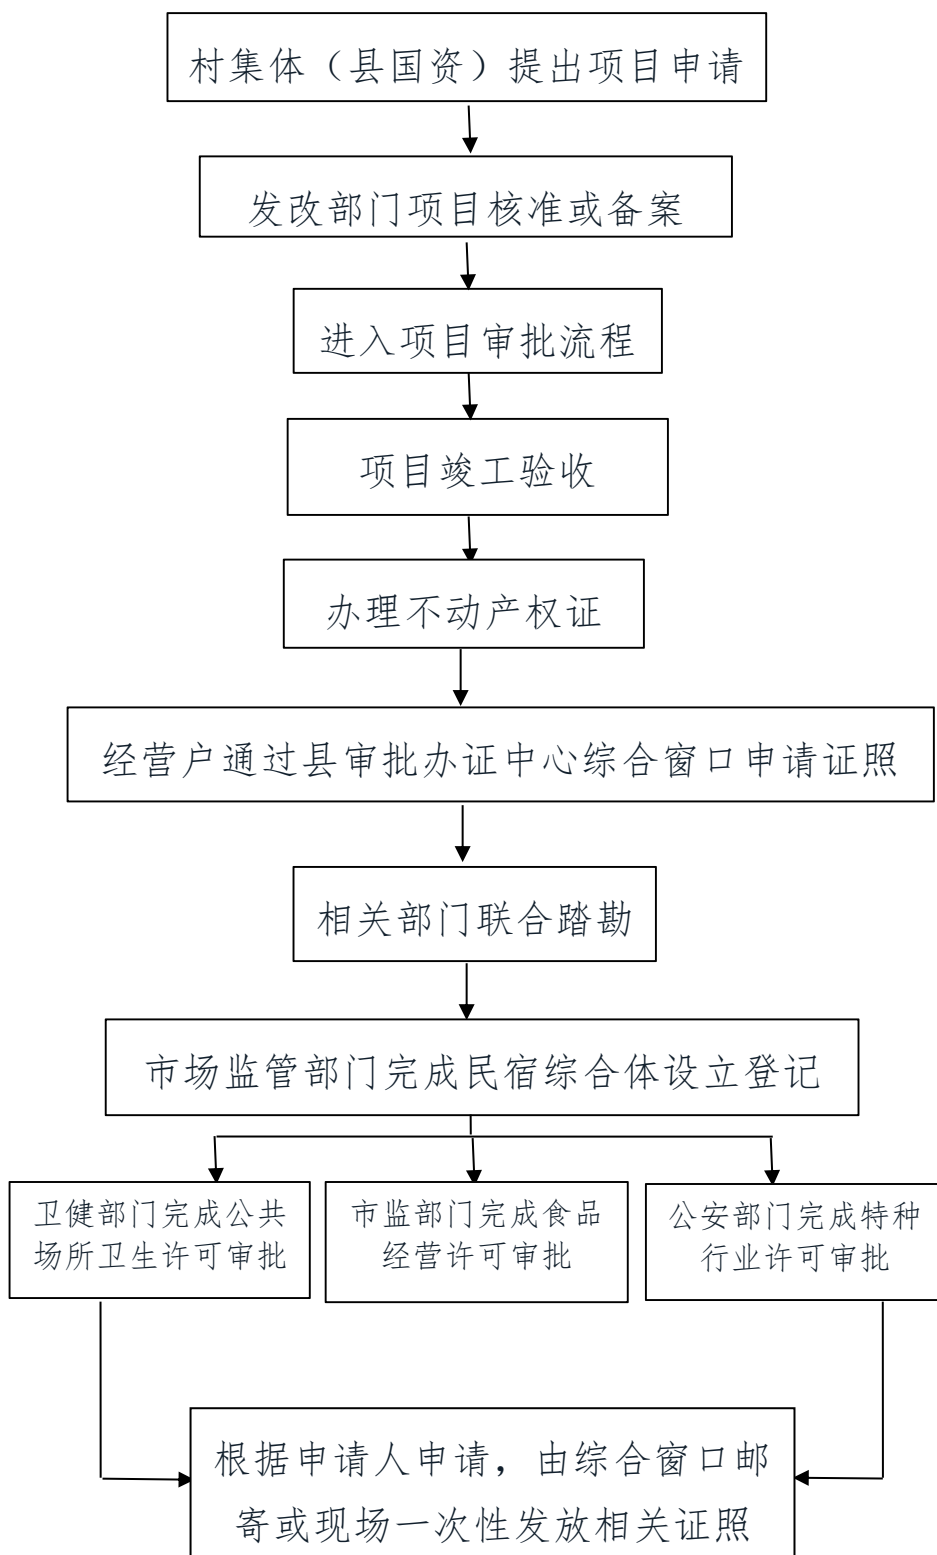 村集体（县国资）提出项目申请
发改部门项目核准或备案
进入项目审批流程
项目竣工验收
办理不动产权证
经营户通过县审批办证中心综合窗口申请证照
相关部门联合踏勘
市场监管部门完成民宿综合体设立登记
卫健部门完成公共
场所卫生许可审批
市监部门完成食品
经营许可审批
公安部门完成特种
行业许可审批
根据申请人申请，由综合窗口邮
寄或现场一次性发放相关证照